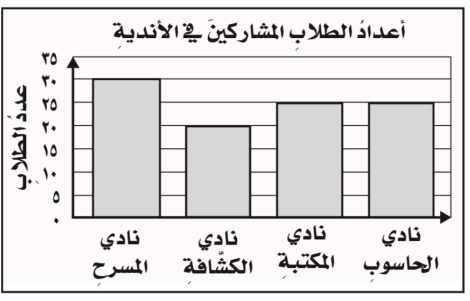 أعدادُ الطلابِ المشاركينَ في الأنديةِ
عددُ الطلابِ
٣٥
٣٠
٢٥
٢٠
١٥
١٠
٥
٠
نادي المسرحِ
نادي الكشّافةِ
نادي المكتبةِ
نادي الحاسوبِ